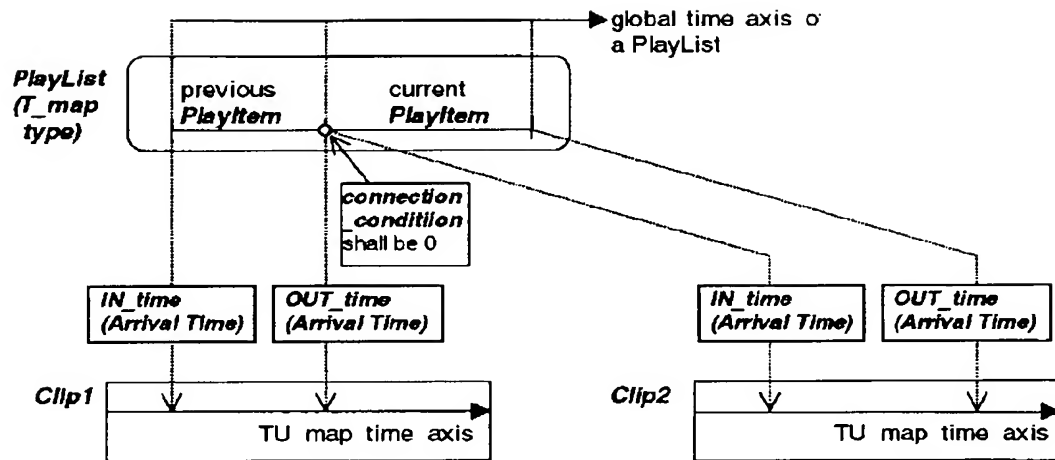 global time axis o
a PlayList
PlayList
(T_map
type)
previous
PlayItem
current
PlayItem
connection
_conditiion
shall be 0
IN_time
(Arrival Time)
OUT_time
(Arrival Time)
IN_time
(Arrival Time)
OUT_time
(Arrival Time)
Clip1
TU map time axis
Clip2
TU map time axis